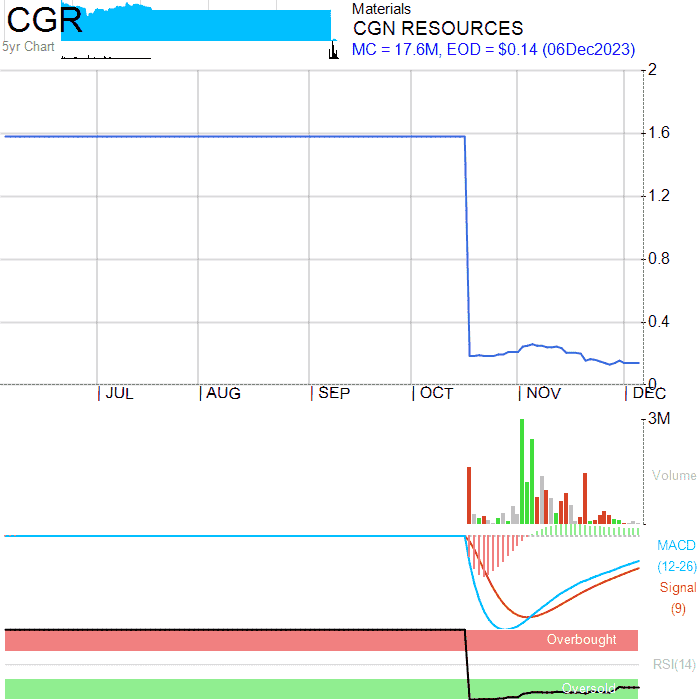 CGR
5yr Chart
Materials
CGN RESOURCES
MC = 17.6M, EOD = $0.14 (06Dec2023)
2
1.6
1.2
0.8
0.4
0
JUL AUG SEP OCT NOV DEC
3M
Volume
MACD
(12-26)
Signal
(9)
Overbought
RSI(14)
Oversold